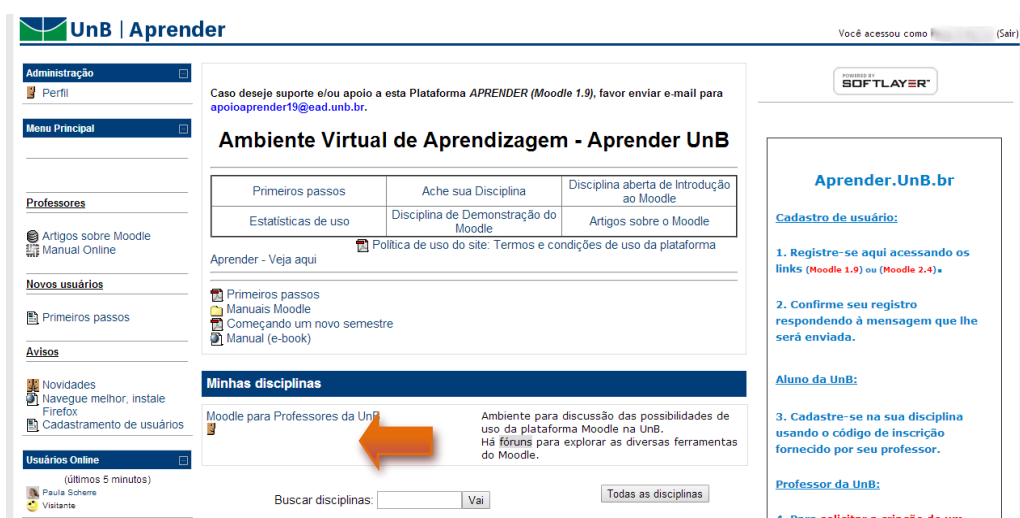 UnB | Aprender
Você acessou como
(Sair)
Administração
Perfil
Menu Principal
Professores
Artigos sobre Moodle
Manual Online
Novos usuários
Primeiros passos
Avisos
Novidades
Navegue melhor, instale
Firefox
Cadastramento de usuários
Usuários Online
(últimos 5 minutos)
Paula Scherre
Visitante
Caso deseje suporte e/ou apoio a esta Plataforma APRENDER (Moodle 1.9), favor enviar e-mail para
apoioaprender19@ead.unb.br.
Ambiente Virtual de Aprendizagem - Aprender UnB
Primeiros passos
Ache sua Disciplina
Disciplina aberta de Introdução
ao Moodle
Estatísticas de uso
Disciplina de Demonstração do
Moodle
Artigos sobre o Moodle
Política de uso do site: Termos e condições de uso da plataforma
Aprender - Veja aqui
Primeiros passos
Manuais Moodle
Começando um novo semestre
Manual (e-book)
Minhas disciplinas
Moodle para Professores da UnB
Ambiente para discussão das possibilidades de
uso da plataforma Moodle na UnB.
Há fóruns para explorar as diversas ferramentas
do Moodle.
Buscar disciplinas:
Vai
Todas as disciplinas
POWERED BY
SOFTLAYER
Aprender.UnB.br
Cadastro de usuário:
1. Registre-se aqui acessando os
links (Moodle 1.9) ou (Moodle 2.4).
2. Confirme seu registro
respondendo à mensagem que lhe
será enviada.
Aluno da UnB:
3. Cadastre-se na sua disciplina
usando o código de inscrição
fornecido por seu professor.
Professor da UnB:
4. Para solicitar a criação de um